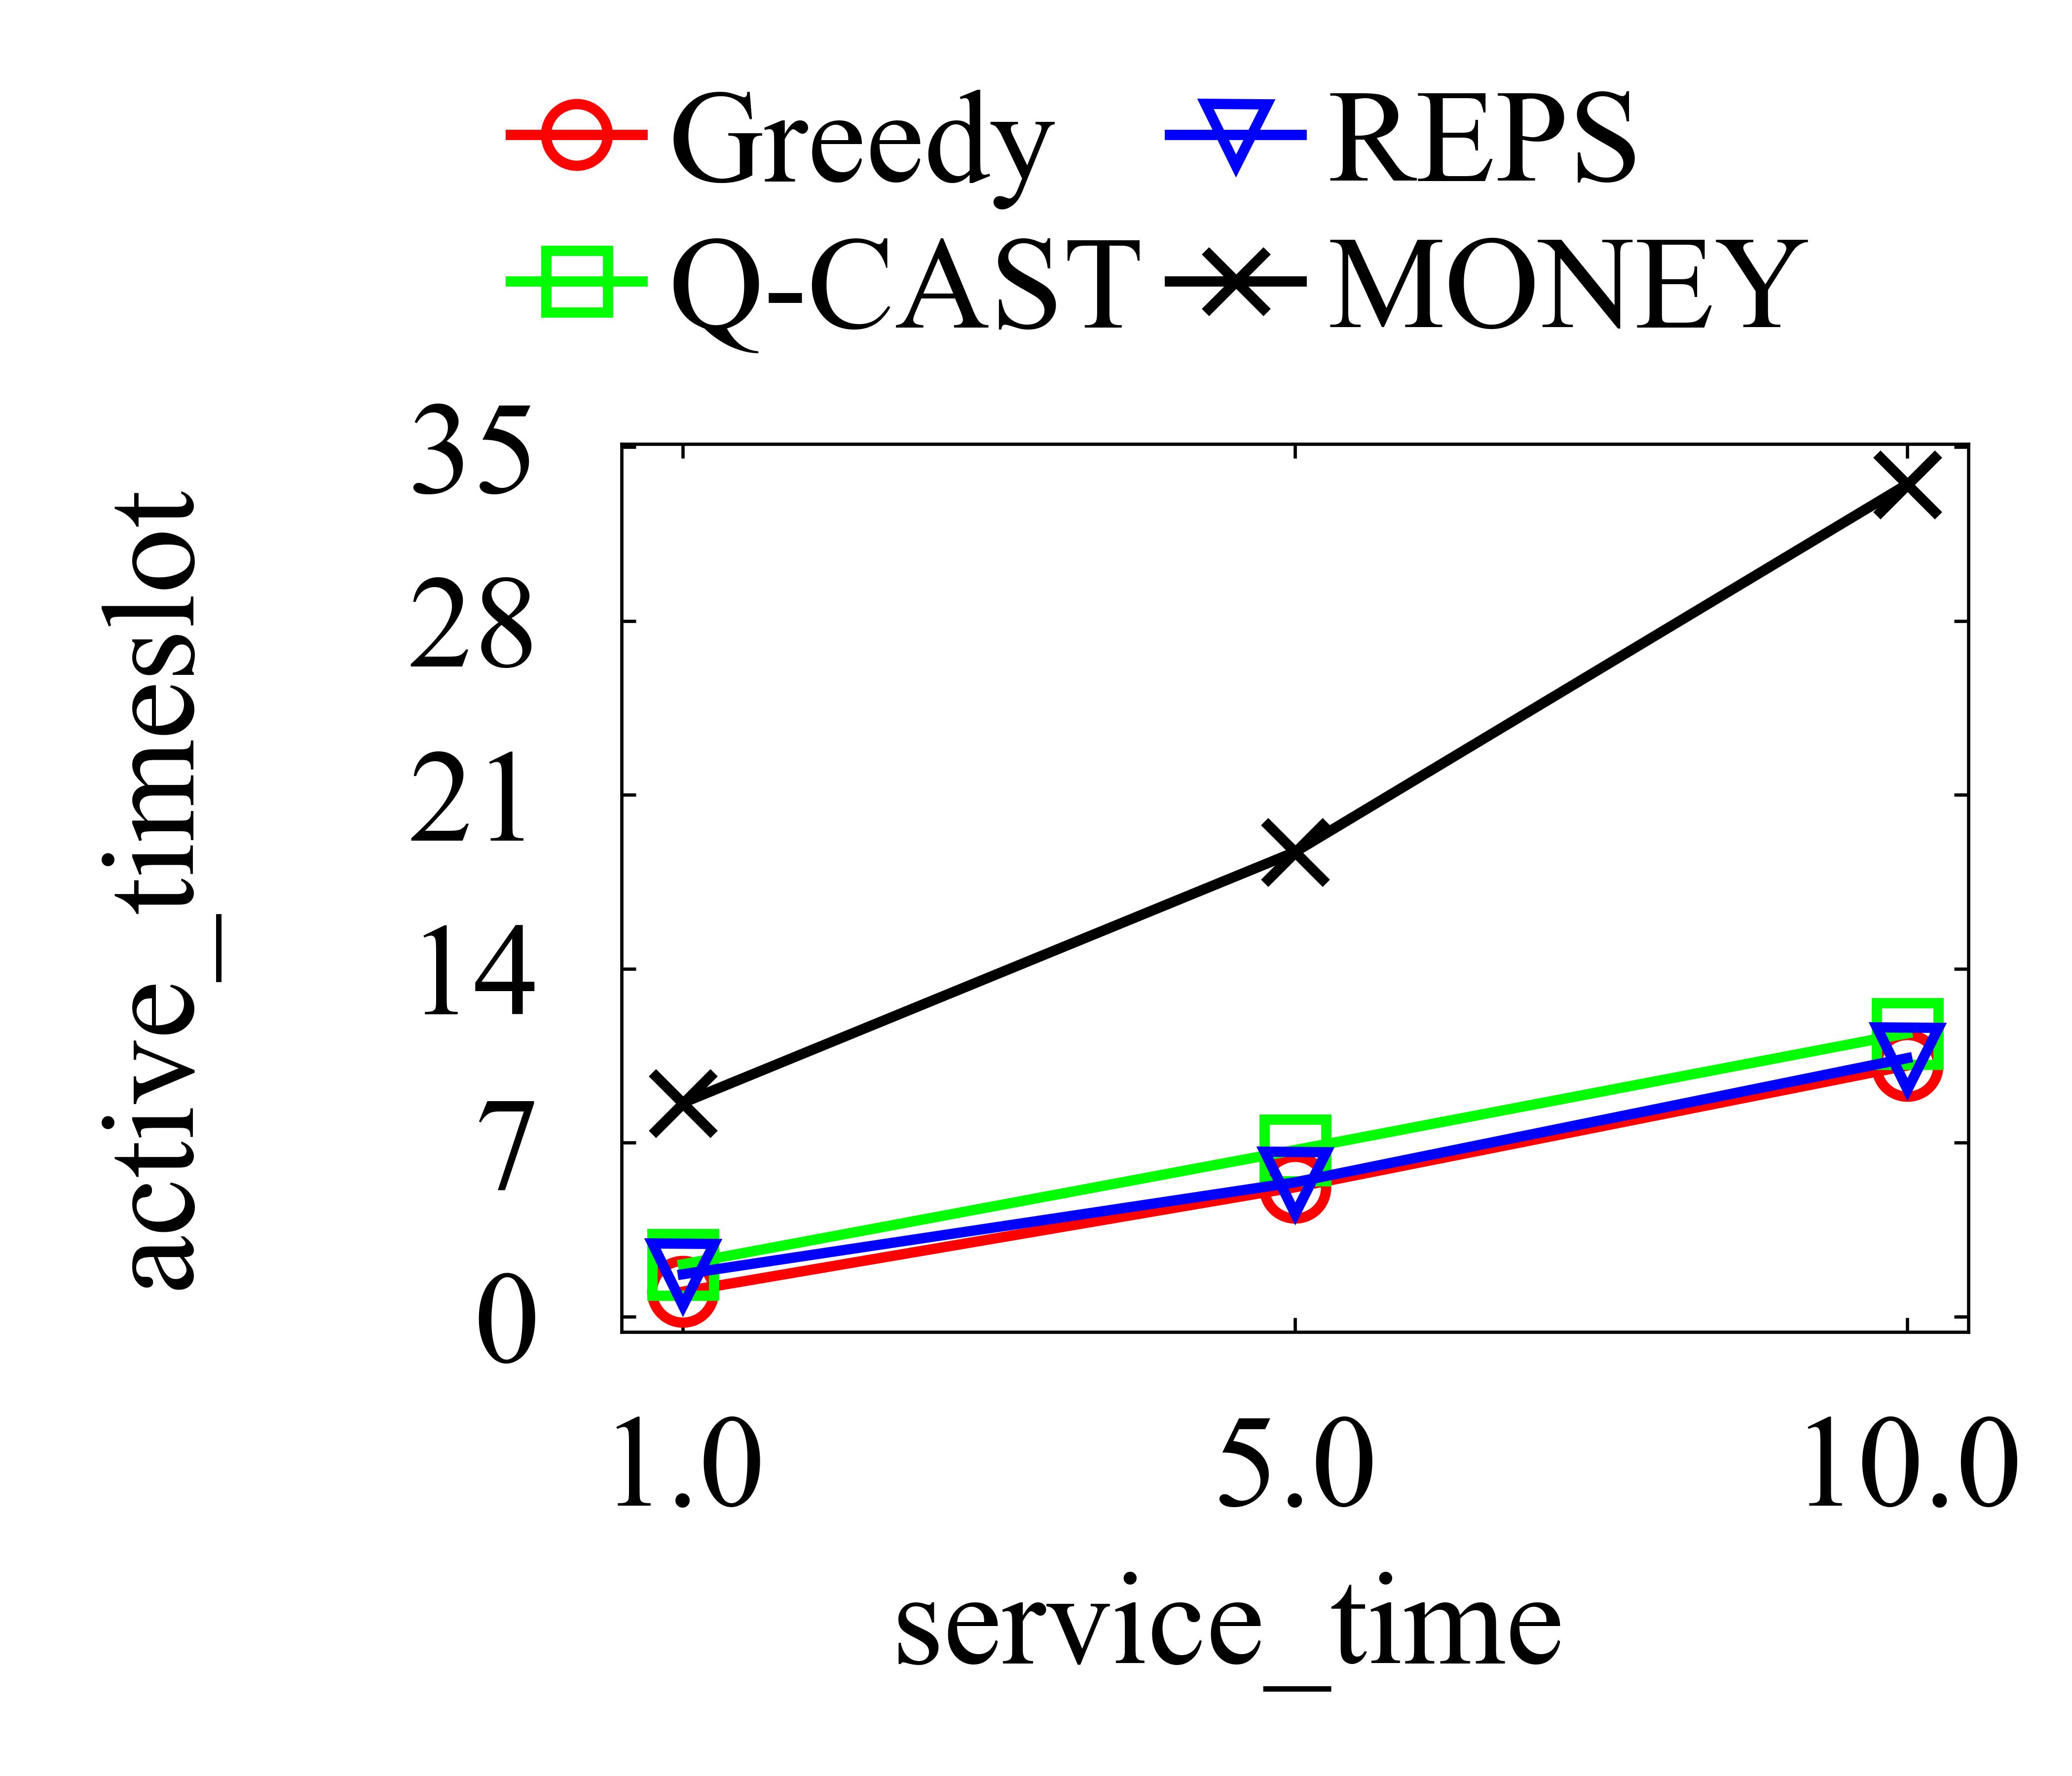 Greedy REPS
Q-CAST MONEY
35
28
21
14
7
0
active_timeslot
1.0 5.0 10.0
service_time